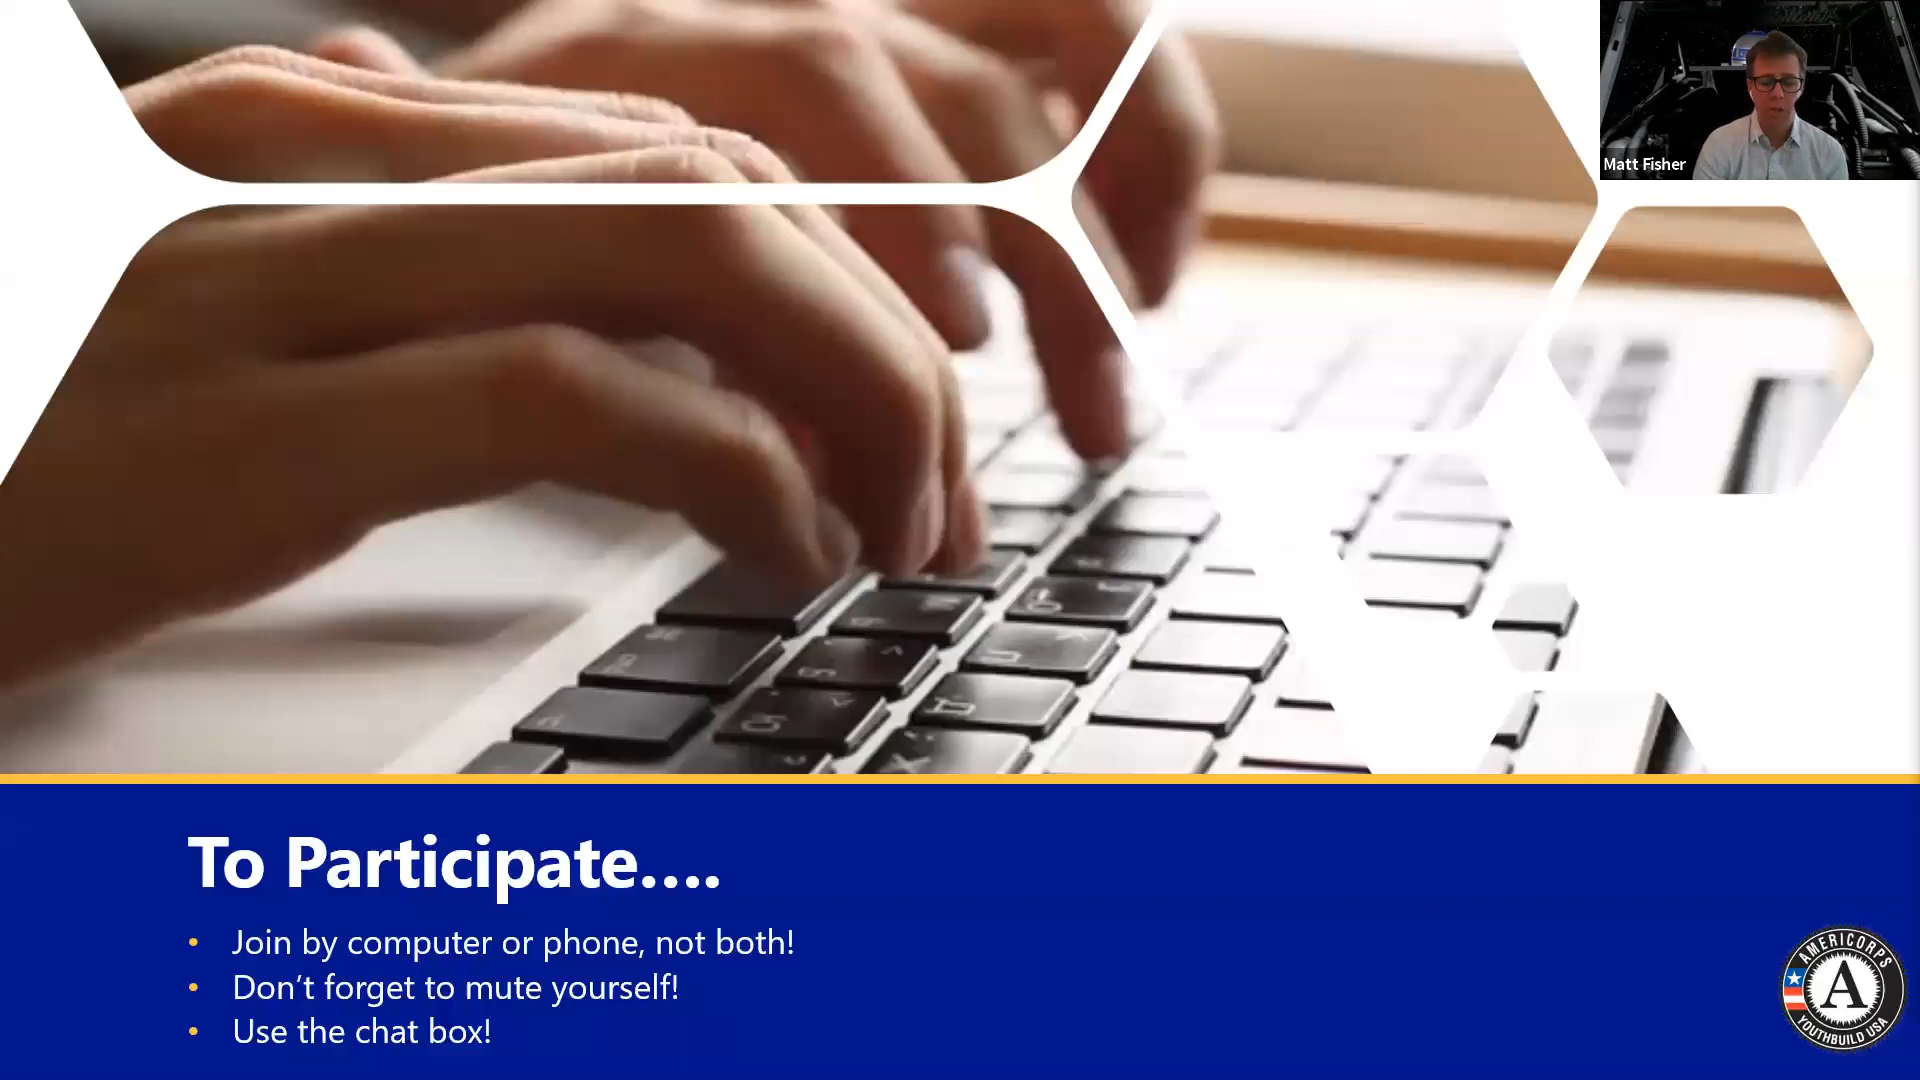 Matt Fisher
To Participate....
• Join by computer or phone, not both!
• Don’t forget to mute yourself!
• Use the chat box!
AMERICORPS
A
YOUTHBUILD USA